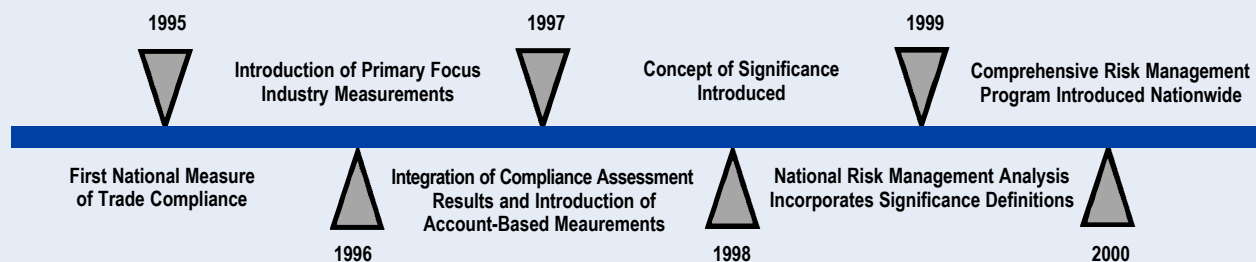 1995
First National Measure
of Trade Compliance
Introduction of Primary Focus
Industry Measurements
1996
1997
Integration of Compliance Assessment
Results and Introduction of
Account-Based Meaurements
Concept of Significance
Introduced
1998
1999
National Risk Management Analysis
Incorporates Significance Definitions
Comprehensive Risk Management
Program Introduced Nationwide
2000